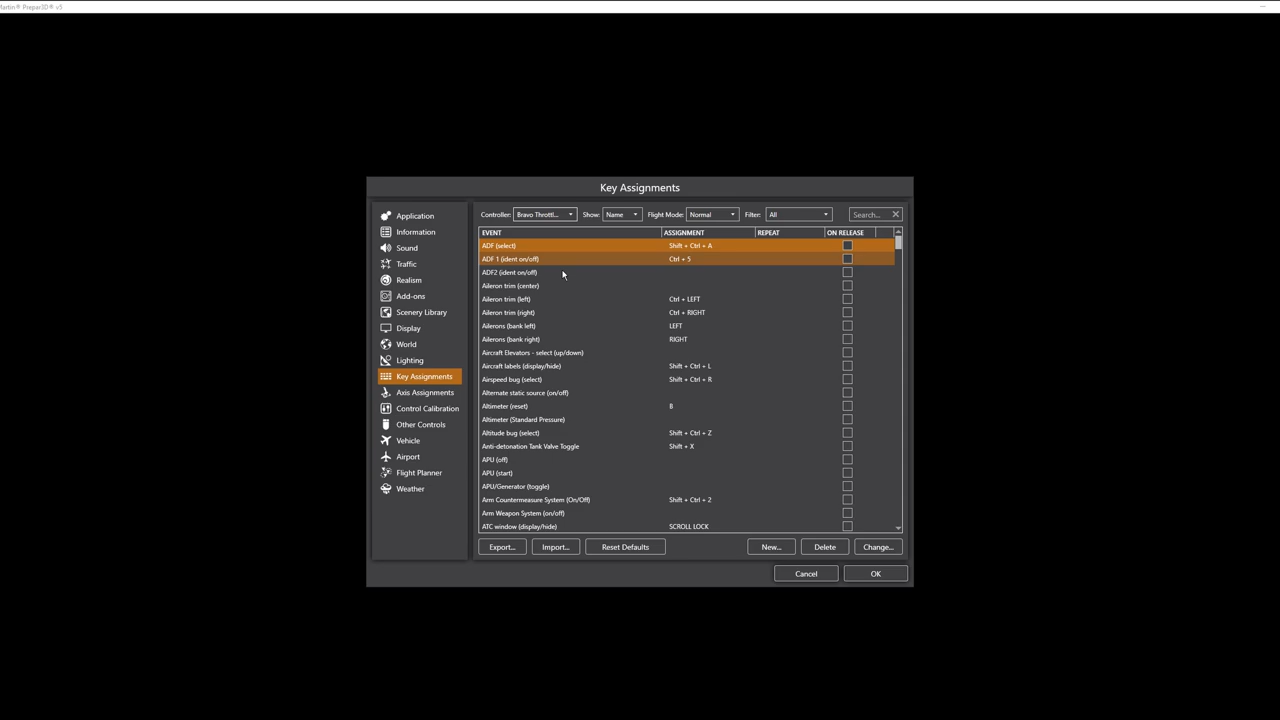 Martin® Prepar3D® v5
Key Assignments
Application
Information
Sound
Traffic
Realism
Add-ons
Scenery Library
Display
World
Lighting
Key Assignments
Axis Assignments
Control Calibration
Other Controls
Vehicle
Airport
Flight Planner
Weather
Controller: Bravo Throttl... Show: Name Flight Mode: Normal Filter: All Search...
EVENT ASSIGNMENT REPEAT ON RELEASE
ADF (select) Shift + Ctrl + A
ADF 1 (ident on/off) Ctrl + 5
ADF2 (ident on/off)
Aileron trim (center)
Aileron trim (left) Ctrl + LEFT
Aileron trim (right) Ctrl + RIGHT
Ailerons (bank left) LEFT
Ailerons (bank right) RIGHT
Aircraft Elevators - select (up/down)
Aircraft labels (display/hide) Shift + Ctrl + L
Airspeed bug (select) Shift + Ctrl + R
Alternate static source (on/off)
Altimeter (reset) B
Altimeter (Standard Pressure)
Altitude bug (select) Shift + Ctrl + Z
Anti-detonation Tank Valve Toggle Shift + X
APU (off)
APU (start)
APU/Generator (toggle)
Arm Countermeasure System (On/Off) Shift + Ctrl + 2
Arm Weapon System (on/off)
ATC window (display/hide) SCROLL LOCK
Export... Import... Reset Defaults New... Delete Change...
Cancel OK